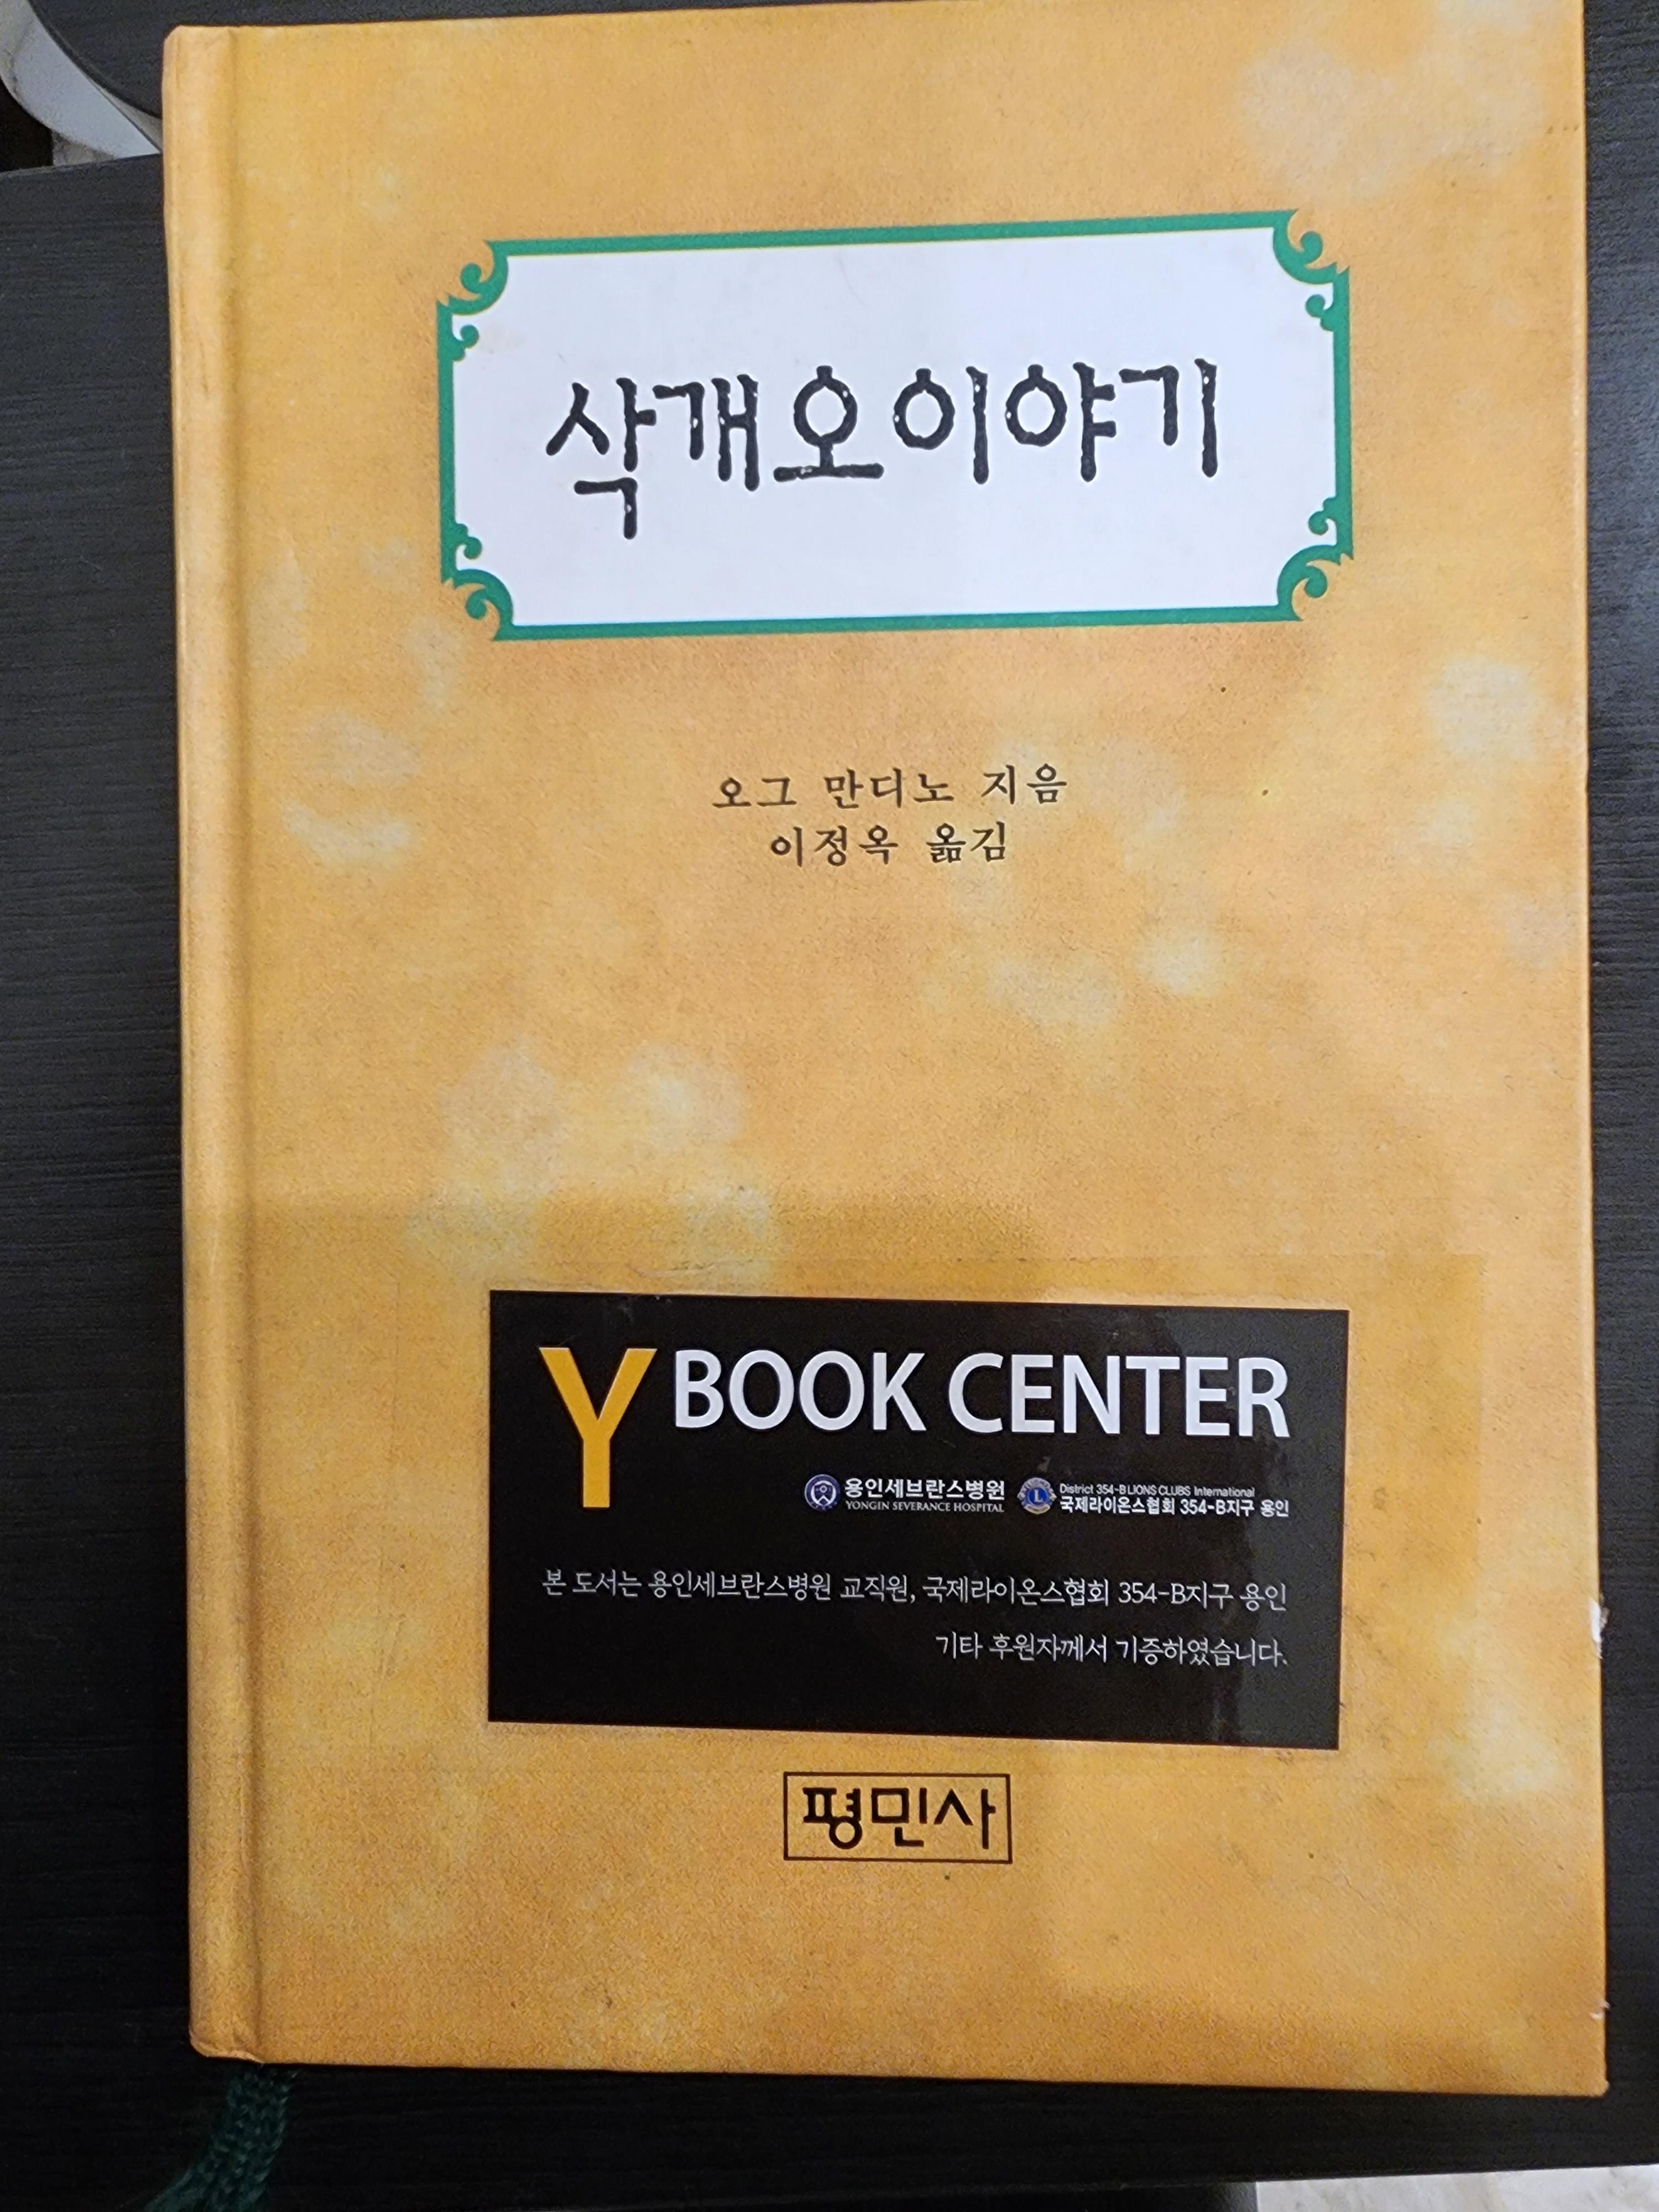 삭개오이야기
오그 만디노 지음
이정옥 옮김
Y BOOK CENTER
용인세브란스병원
YONGIN SEVERANCE HOSPITAL
District 354-B LIONS CLUBS International
국제라이온스협회 354-B지구 용인
본 도서는 용인세브란스병원 교직원, 국제라이온스협회 354-B지구 용인
기타 후원자께서 기증하였습니다.
평민사